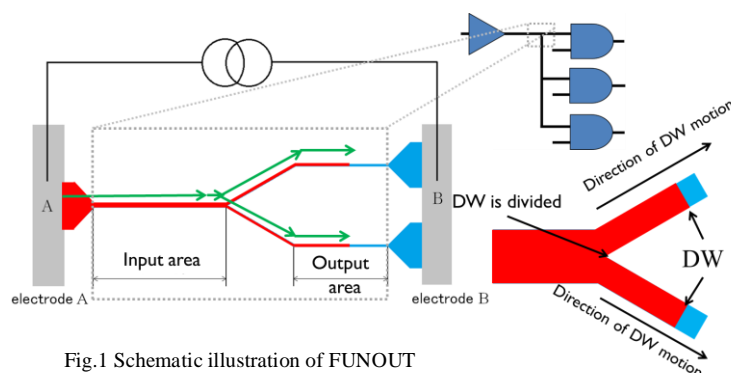 A
B
Input area
Output
area
electrode A
electrode B
Direction of DW motion
DW is divided
DW
Direction of DW motion
Fig.1 Schematic illustration of FUNOUT